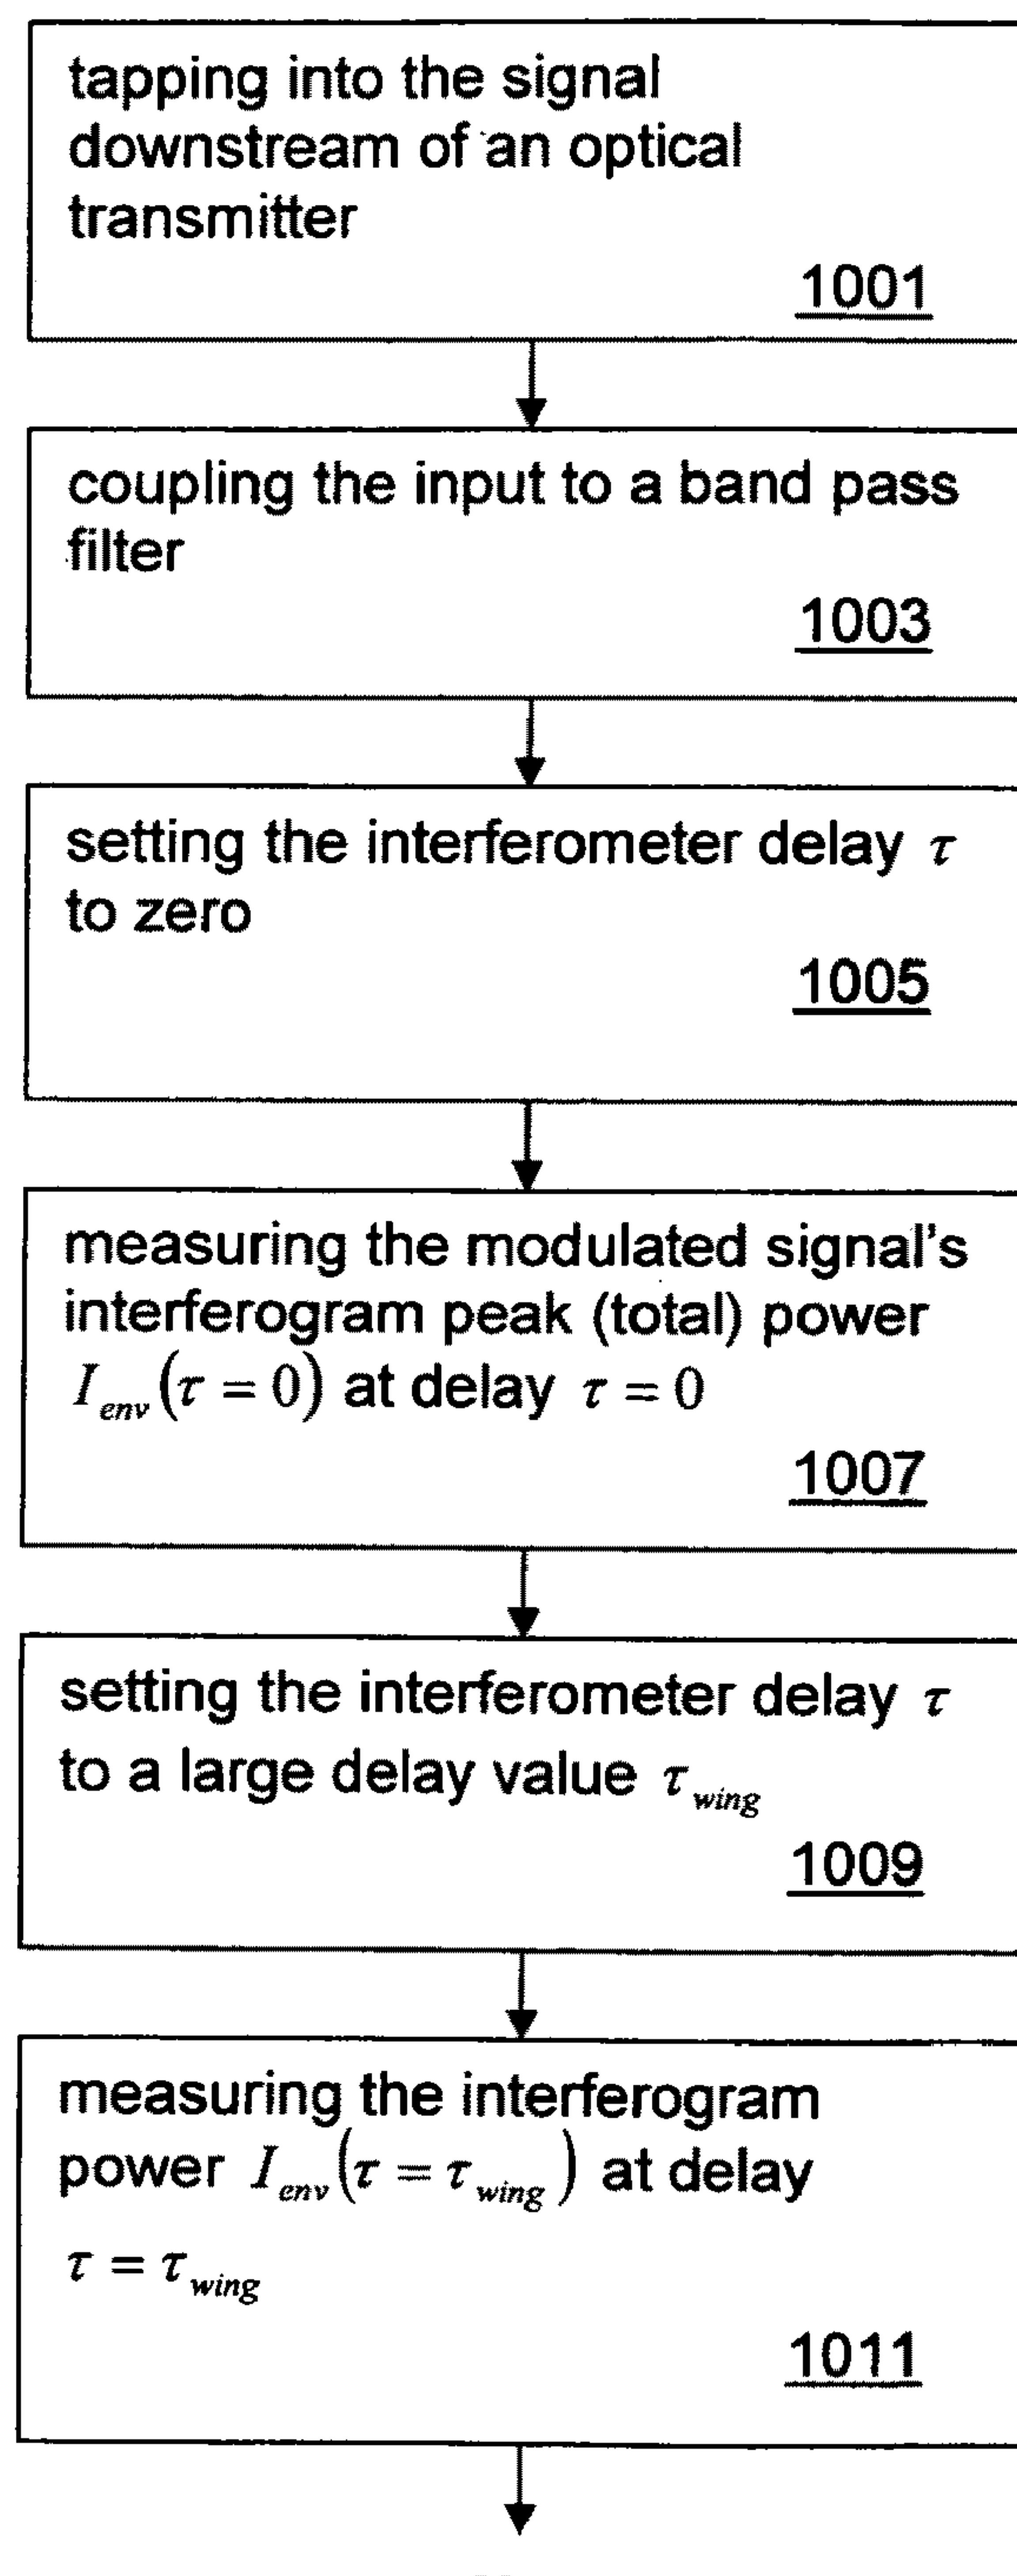 tapping into the signal
downstream of an optical
transmitter
1001
coupling the input to a band pass
filter
1003
setting the interferometer delay τ
to zero
1005
measuring the modulated signal's
interferogram peak (total) power
I_env(τ = 0) at delay τ = 0
1007
setting the interferometer delay τ
to a large delay value τ_wing
1009
measuring the interferogram
power I_env(τ = τ_wing) at delay
τ = τ_wing
1011